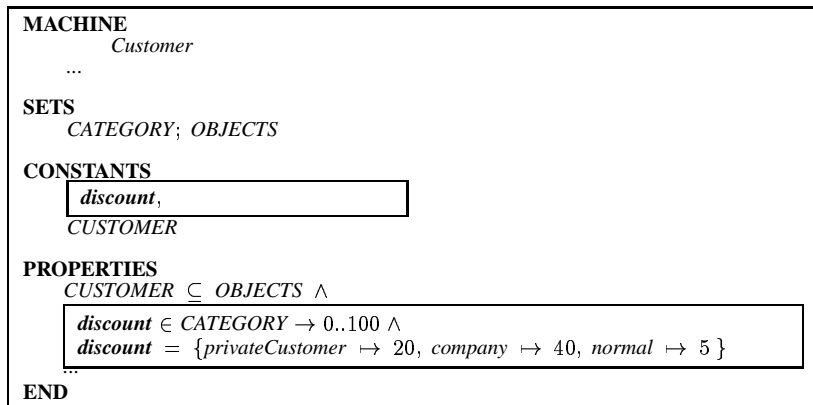 MACHINE
Customer
...
SETS
CATEGORY; OBJECTS
CONSTANTS
discount,
CUSTOMER
PROPERTIES
CUSTOMER ⊆ OBJECTS ∧
discount ∈ CATEGORY → 0..100 ∧
discount = {privateCustomer ↦ 20, company ↦ 40, normal ↦ 5 }
...
END